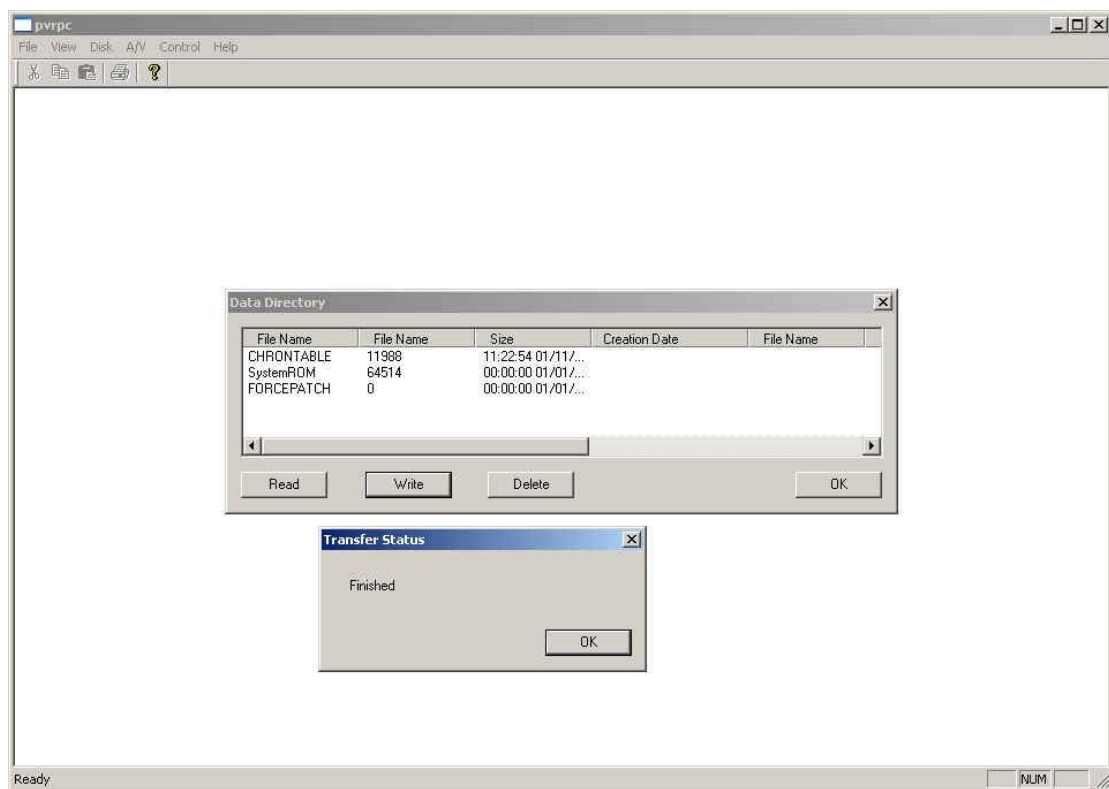 pvrpc
File View Disk A/V Control Help
Data Directory
File Name File Name Size Creation Date File Name
CHRONTABLE 11988 11:22:54 01/11/...
SystemROM 64514 00:00:00 01/01/...
FORCEPATCH 0 00:00:00 01/01/...
Read Write Delete OK
Transfer Status
Finished
OK
Ready NUM